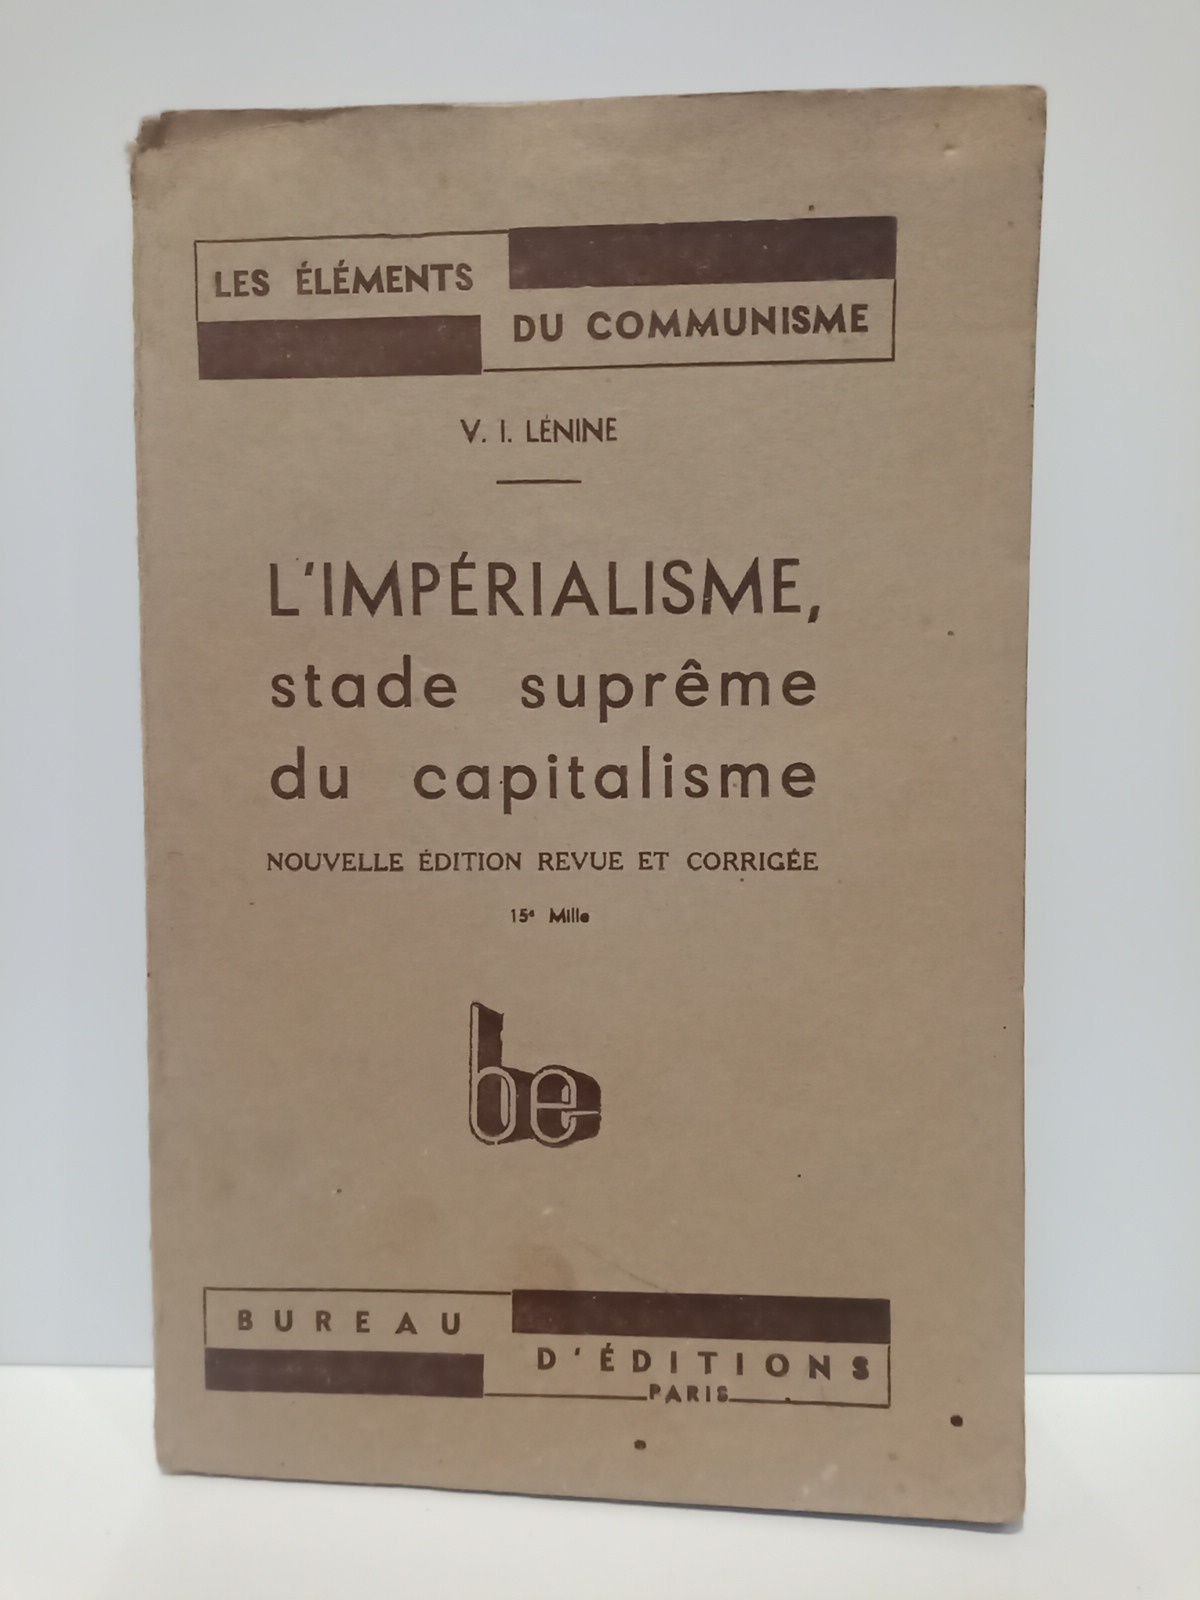 LES ÉLÉMENTS
DU COMMUNISME
V. I. LÉNINE
L'IMPÉRIALISME,
stade suprême
du capitalisme
NOUVELLE ÉDITION REVUE ET CORRIGÉE
15e Mille
be
BUREAU
D'ÉDITIONS
PARIS